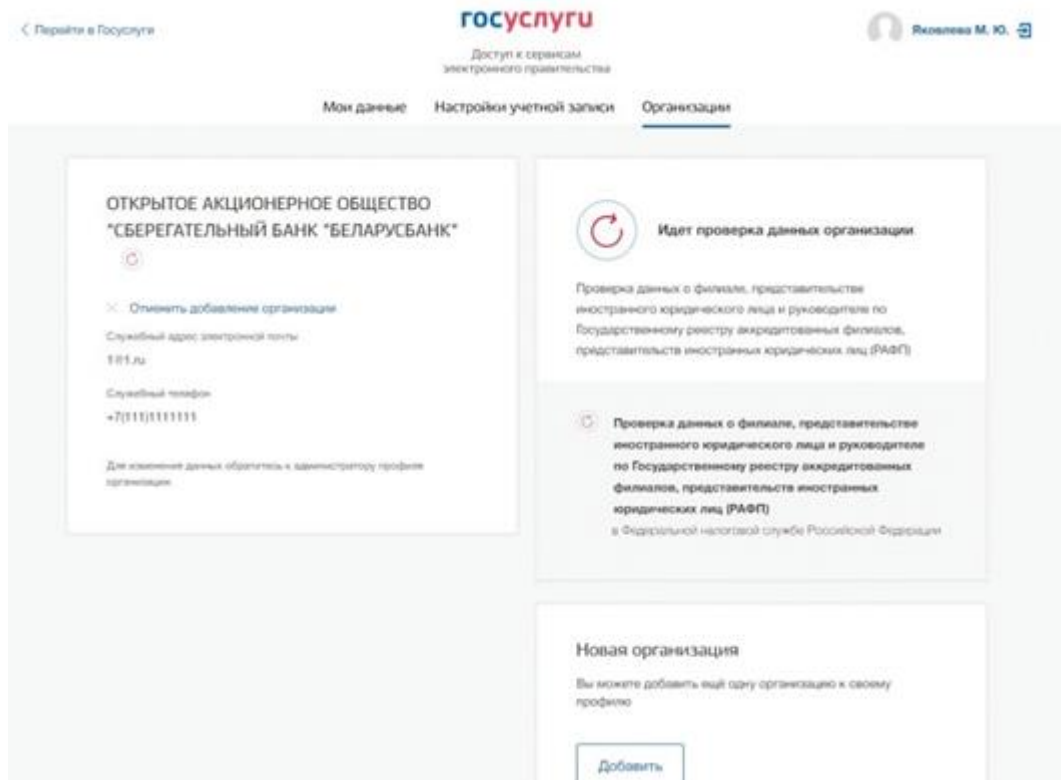 Перейти в Госуслуги
госуслуги
Яковлева М. Ю.
Доступ к сервисам
электронного правительства
Мои данные Настройки учетной записи Организации
ОТКРЫТОЕ АКЦИОНЕРНОЕ ОБЩЕСТВО
"СБЕРЕГАТЕЛЬНЫЙ БАНК "БЕЛАРУСБАНК"
Отменить добавление организации
Служебный адрес электронной почты
1@1.ru
Служебный телефон
+7(111)1111111
Для изменения данных обратитесь к администратору профиля
организации
Идет проверка данных организации
Проверка данных о филиале, представительстве
иностранного юридического лица и руководителе по
Государственному реестру аккредитованных филиалов,
представительств иностранных юридических лиц (РАФП)
Проверка данных о филиале, представительстве
иностранного юридического лица и руководителе
по Государственному реестру аккредитованных
филиалов, представительств иностранных
юридических лиц (РАФП)
в Федеральной налоговой службе Российской Федерации
Новая организация
Вы можете добавить ещё одну организацию к своему
профилю
Добавить